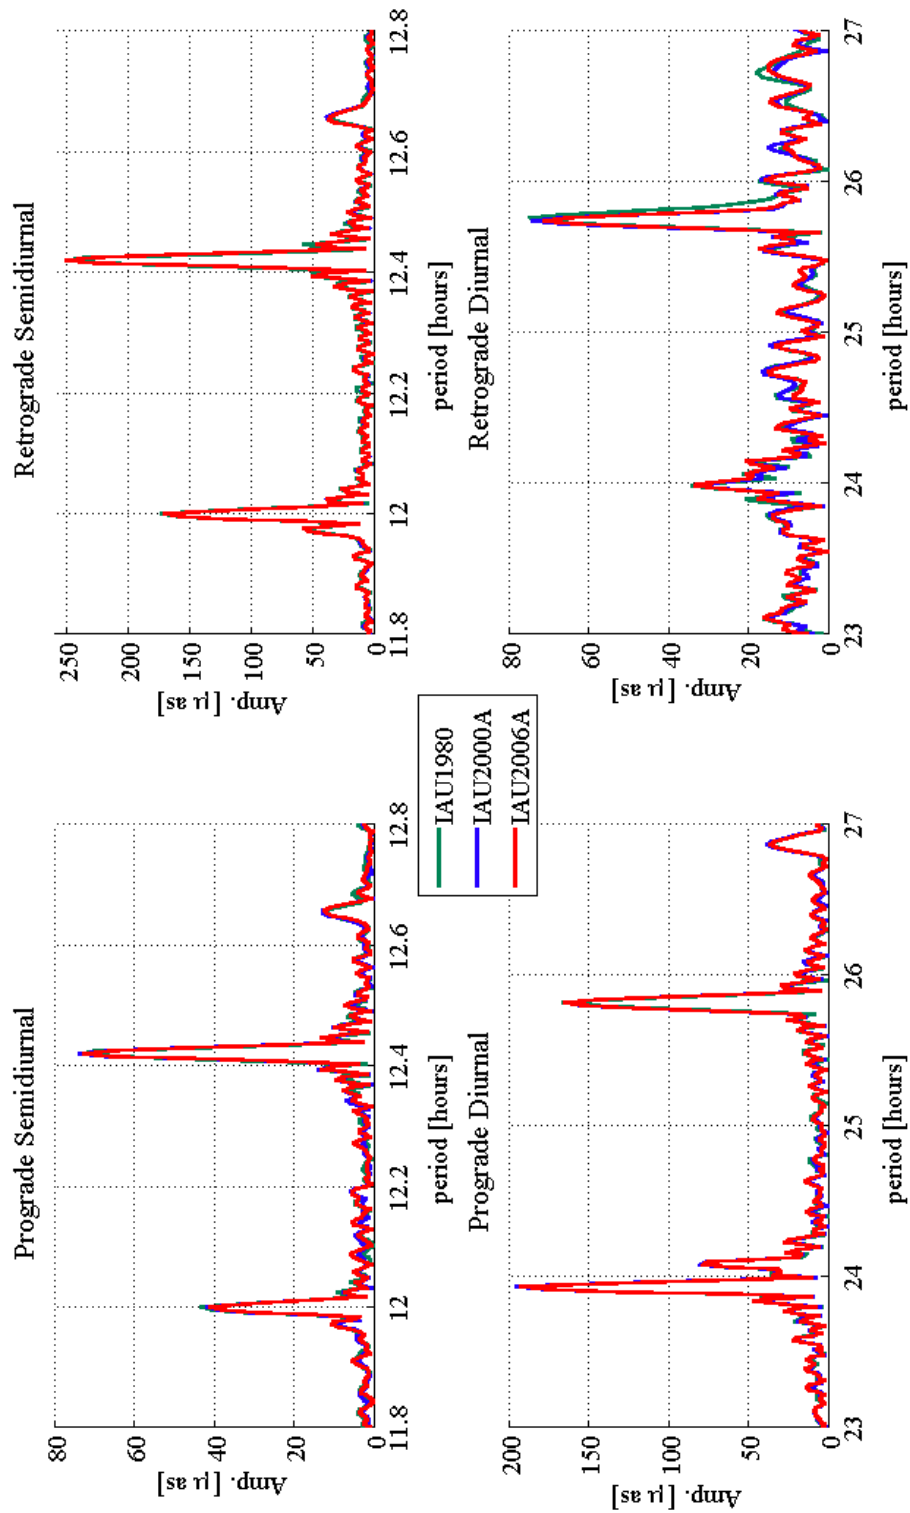 Prograde Semidiurnal
Amp. [μ as]
80
60
40
20
0
11.8
12
12.2
12.4
12.6
12.8
period [hours]
Retrograde Semidiurnal
Amp. [μ as]
250
200
150
100
50
0
11.8
12
12.2
12.4
12.6
12.8
period [hours]
IAU1980
IAU2000A
IAU2006A
Prograde Diurnal
Amp. [μ as]
200
150
100
50
0
23
24
25
26
27
period [hours]
Retrograde Diurnal
Amp. [μ as]
80
60
40
20
0
23
24
25
26
27
period [hours]